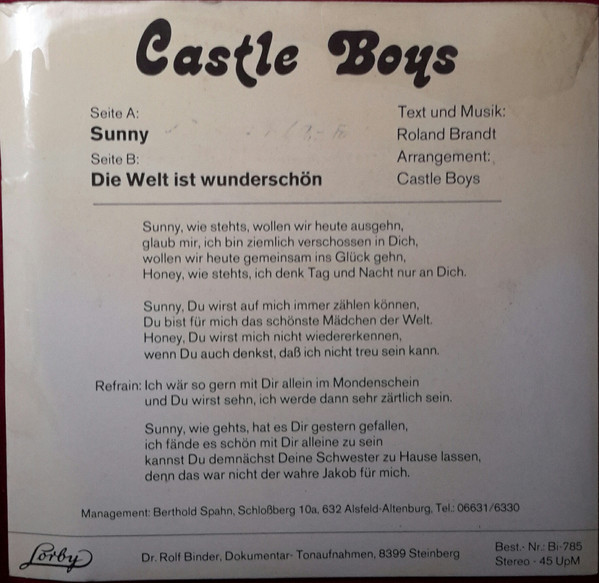 Castle Boys
Seite A:
Sunny
Seite B:
Die Welt ist wunderschön
Text und Musik:
Roland Brandt
Arrangement:
Castle Boys
Sunny, wie stehts, wollen wir heute ausgehn,
glaub mir, ich bin ziemlich verschossen in Dich,
wollen wir heute gemeinsam ins Glück gehn,
Honey, wie stehts, ich denk Tag und Nacht nur an Dich.
Sunny, Du wirst auf mich immer zählen können,
Du bist für mich das schönste Mädchen der Welt.
Honey, Du wirst mich nicht wiedererkennen,
wenn Du auch denkst, daß ich nicht treu sein kann.
Refrain: Ich wär so gern mit Dir allein im Mondenschein
und Du wirst sehn, ich werde dann sehr zärtlich sein.
Sunny, wie gehts, hat es Dir gestern gefallen,
ich fände es schön mit Dir alleine zu sein
kannst Du demnächst Deine Schwester zu Hause lassen,
denn das war nicht der wahre Jakob für mich.
Management: Berthold Spahn, Schloßberg 10a, 632 Alsfeld-Altenburg, Tel.: 06631/6330
Lorby
Dr. Rolf Binder, Dokumentar- Tonaufnahmen, 8399 Steinberg
Best.- Nr.: Bi-785
Stereo - 45 UpM